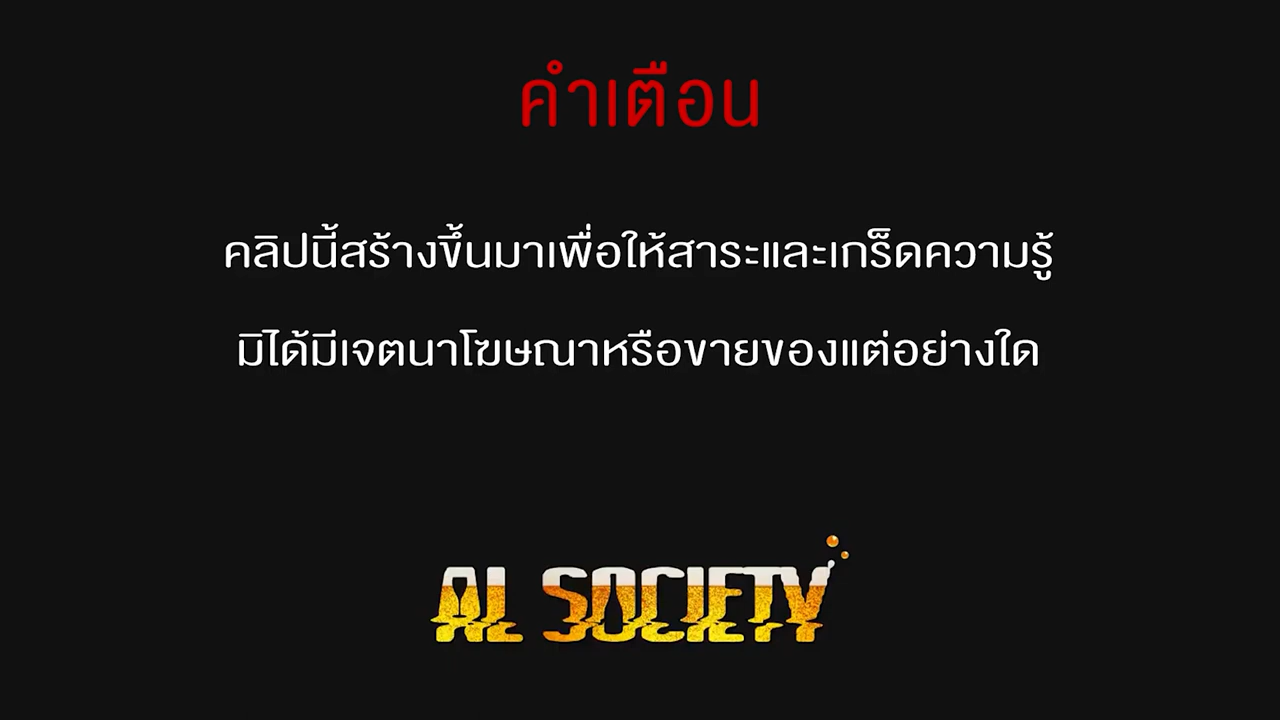 คำเตือน
คลิปนี้สร้างขึ้นมาเพื่อให้สาระและเกร็ดความรู้
มิได้มีเจตนาโฆษณาหรือขายของแต่อย่างใด
AL SOCIETY